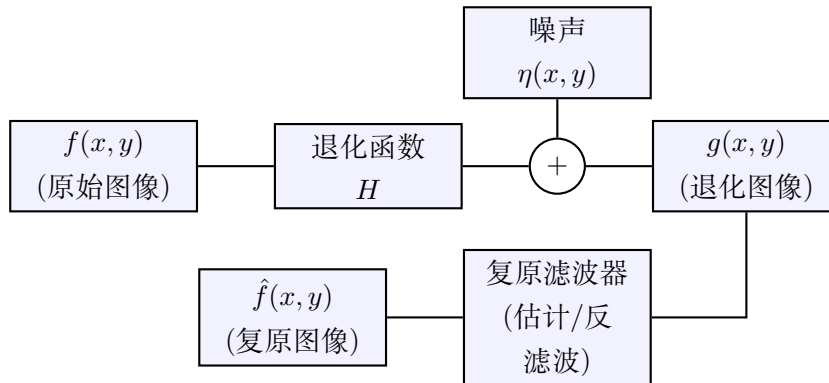 噪声
η(x, y)
f(x, y)
(原始图像)
退化函数
H
+
g(x, y)
(退化图像)
f̂(x, y)
(复原图像)
复原滤波器
(估计/反
滤波)